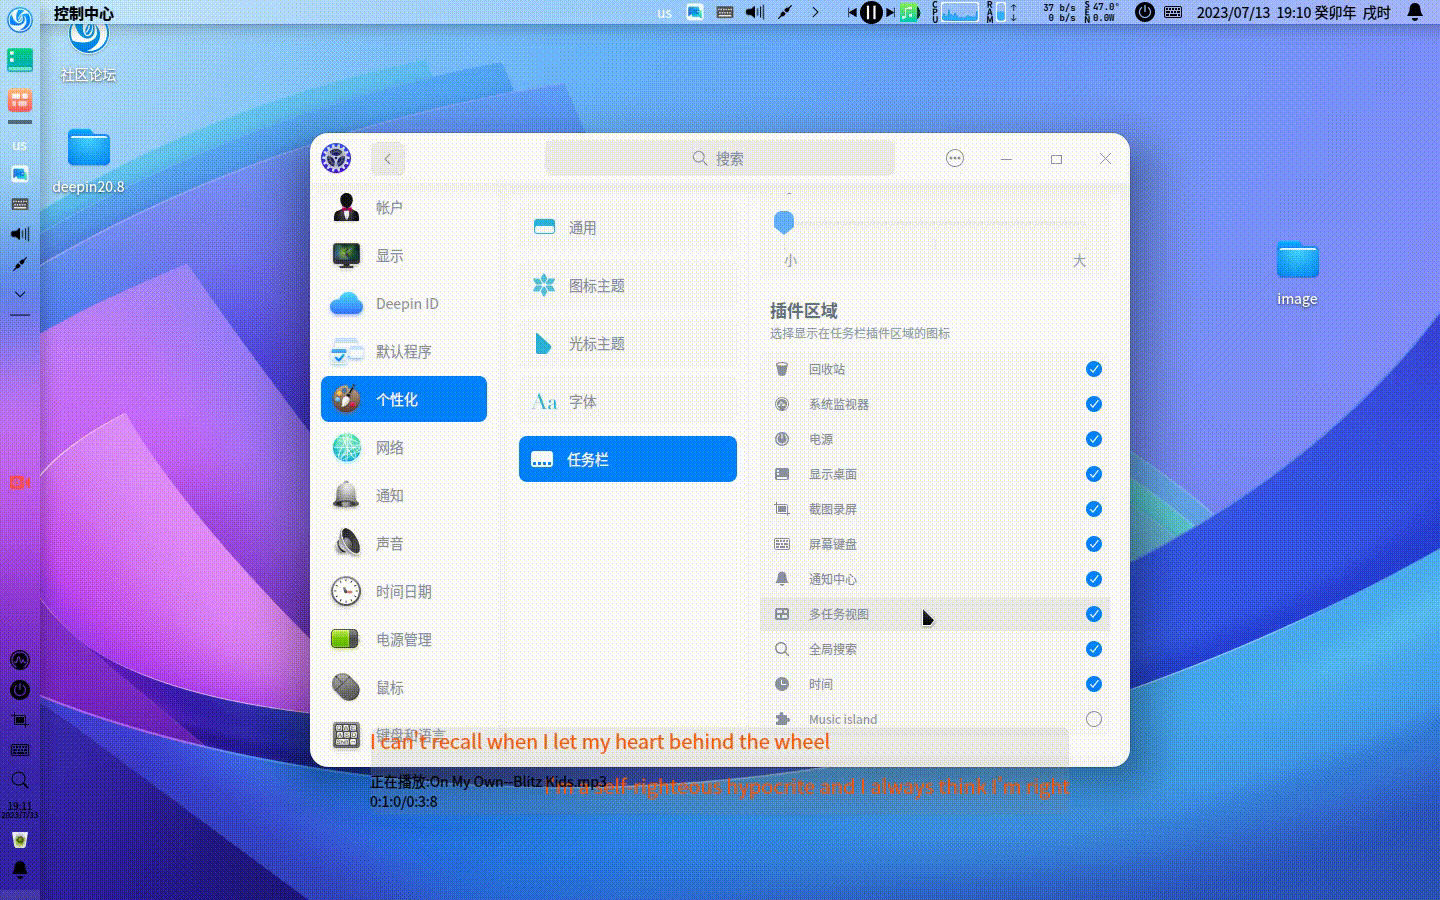 控制中心
us
CPU
RAM
37 b/s
0 b/s
SEN
47.0°
0.0W
2023/07/13 19:10 癸卯年 戌时
社区论坛
us
deepin20.8
image
搜索
帐户
显示
Deepin ID
默认程序
个性化
网络
通知
声音
时间日期
电源管理
鼠标
键盘和语言
通用
图标主题
光标主题
Aa 字体
任务栏
小 大
插件区域
选择显示在任务栏插件区域的图标
回收站
系统监视器
电源
显示桌面
截图录屏
屏幕键盘
通知中心
多任务视图
全局搜索
时间
Music island
I can't recall when I let my heart behind the wheel
正在播放:On My Own--Blitz Kids.mp3
I'm a self-righteous hypocrite and I always think I'm right
0:1:0/0:3:8
19:11
2023/7/13